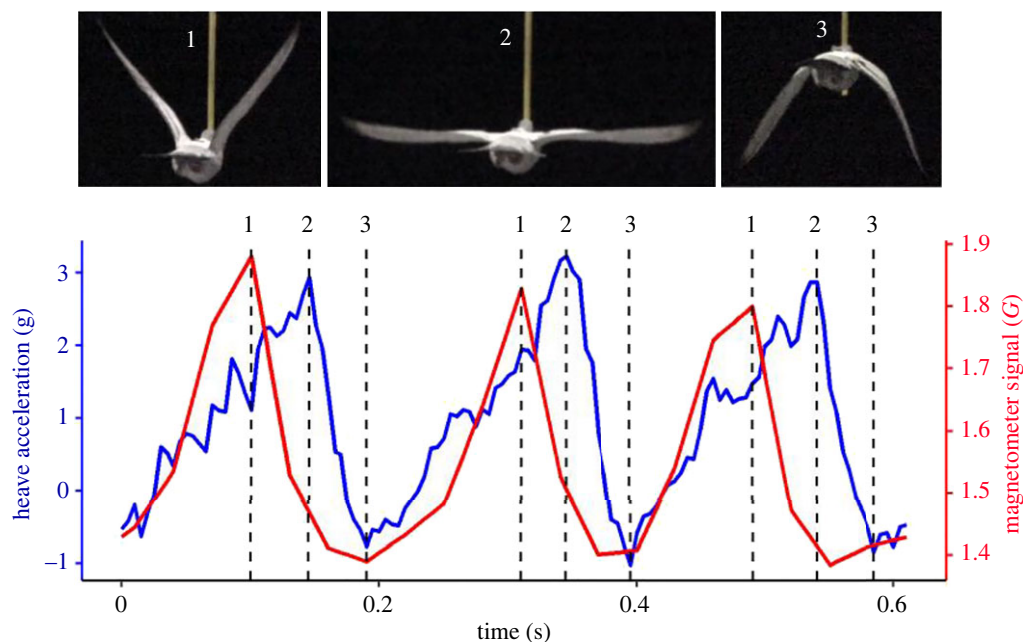 1 2 3
1 2 3 1 2 3 1 2 3
heave acceleration (g)
3
2
1
0
–1
1.9
1.8
1.7
1.6
1.5
1.4
magnetometer signal (G)
0 0.2 0.4 0.6
time (s)